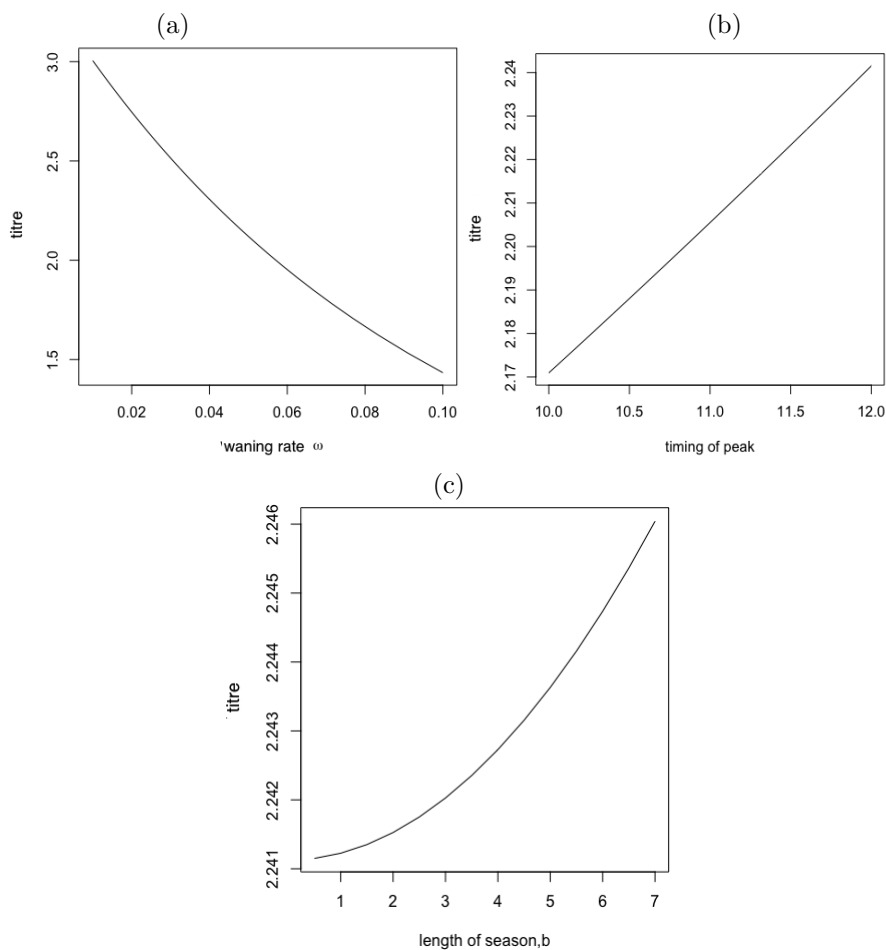 (a)
3.0
2.5
2.0
1.5
titre
0.02 0.04 0.06 0.08 0.10
'waning rate ω
(b)
2.24
2.23
2.22
2.21
2.20
2.19
2.18
2.17
titre
10.0 10.5 11.0 11.5 12.0
timing of peak
(c)
2.246
2.245
2.244
2.243
2.242
2.241
titre
1 2 3 4 5 6 7
length of season,b